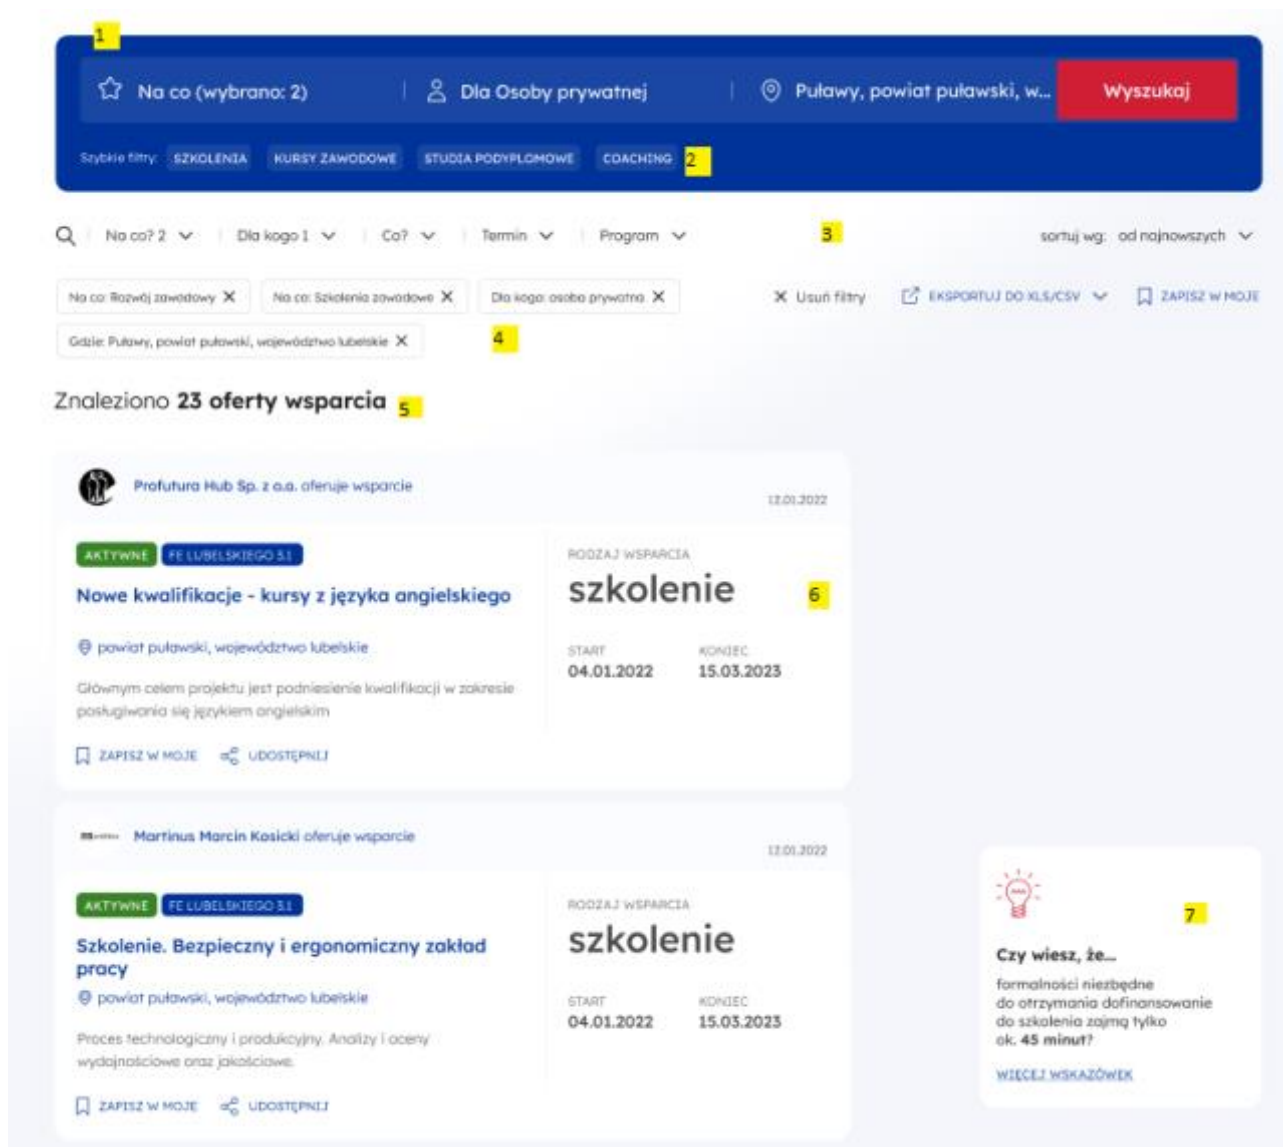 1
Na co (wybrano: 2) Dla Osoby prywatnej Puławy, powiat puławski, w... Wyszukaj
Szybkie filtry: SZKOLENIA KURSY ZAWODOWE STUDIA PODYPLOMOWE COACHING 2
Na co? 2 Dla kogo 1 Co? Termin Program 3 sortuj wg: od najnowszych
Na co: Rozwój zawodowy X Na co: Szkolenia zawodowe X Dla kogo: osoba prywatna X X Usuń filtry EKSPORTUJ DO XLS/CSV ZAPISZ W MOJE
Gdzie: Puławy, powiat puławski, województwo lubelskie X 4
Znaleziono 23 oferty wsparcia 5
Profutura Hub Sp. z o.o. oferuje wsparcie
12.01.2022
AKTYWNE FE LUBELSKIEGO 3.1
RODZAJ WSPARCIA
szkolenie 6
Nowe kwalifikacje - kursy z języka angielskiego
powiat puławski, województwo lubelskie
START KONIEC
04.01.2022 15.03.2023
Głównym celem projektu jest podniesienie kwalifikacji w zakresie
posługiwania się językiem angielskim
ZAPISZ W MOJE UDOSTĘPNIJ
Martinus Marcin Kosicki oferuje wsparcie
12.01.2022
AKTYWNE FE LUBELSKIEGO 3.1
RODZAJ WSPARCIA
szkolenie
Szkolenie. Bezpieczny i ergonomiczny zakład
pracy
powiat puławski, województwo lubelskie
START KONIEC
04.01.2022 15.03.2023
Proces technologiczny i produkcyjny. Analizy i oceny
wydajnościowe oraz jakościowe.
ZAPISZ W MOJE UDOSTĘPNIJ
7
Czy wiesz, że...
formalności niezbędne
do otrzymania dofinansowanie
do szkolenia zajmą tylko
ok. 45 minut?
WIĘCEJ WSKAZÓWEK